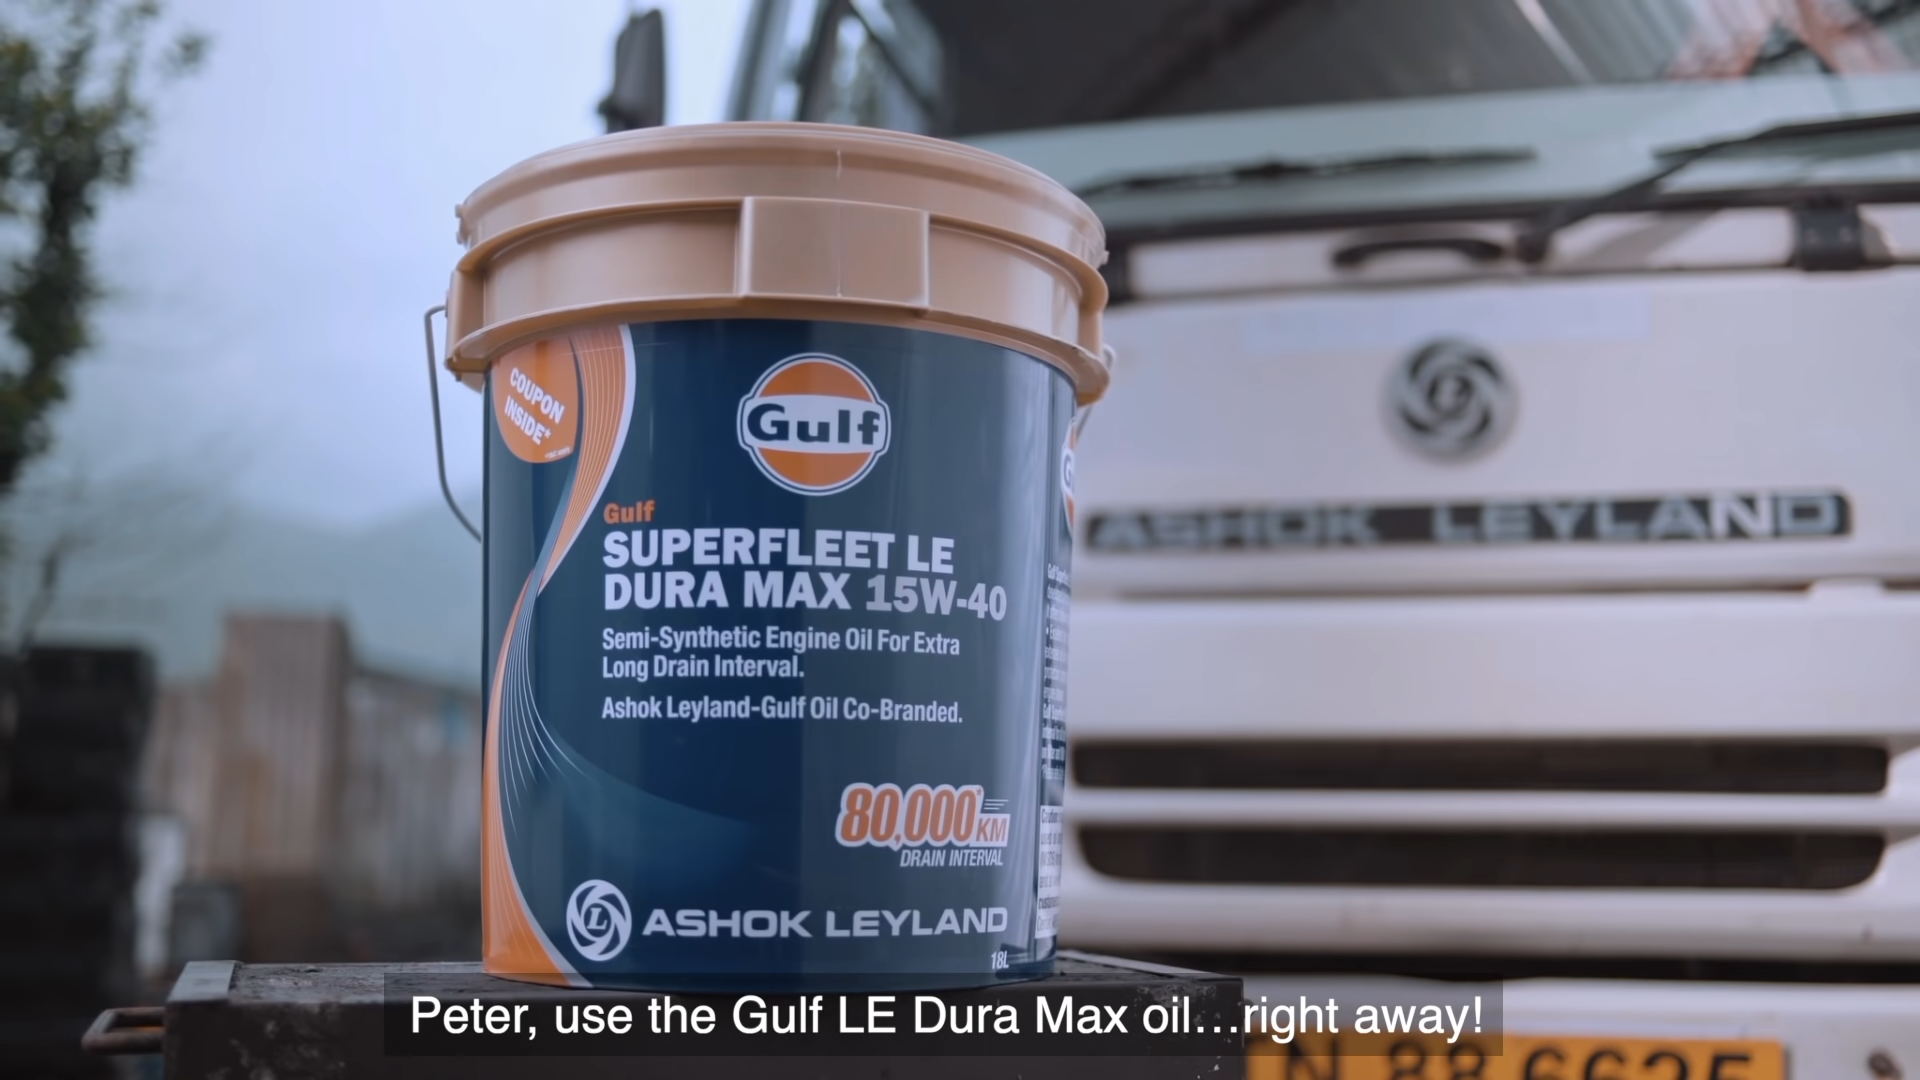 COUPON
INSIDE*
Gulf
Gulf
SUPERFLEET LE
DURA MAX 15W-40
Semi-Synthetic Engine Oil For Extra
Long Drain Interval.
Ashok Leyland-Gulf Oil Co-Branded.
80,000 KM
DRAIN INTERVAL
L ASHOK LEYLAND
18L
L
ASHOK LEYLAND
Peter, use the Gulf LE Dura Max oil...right away!